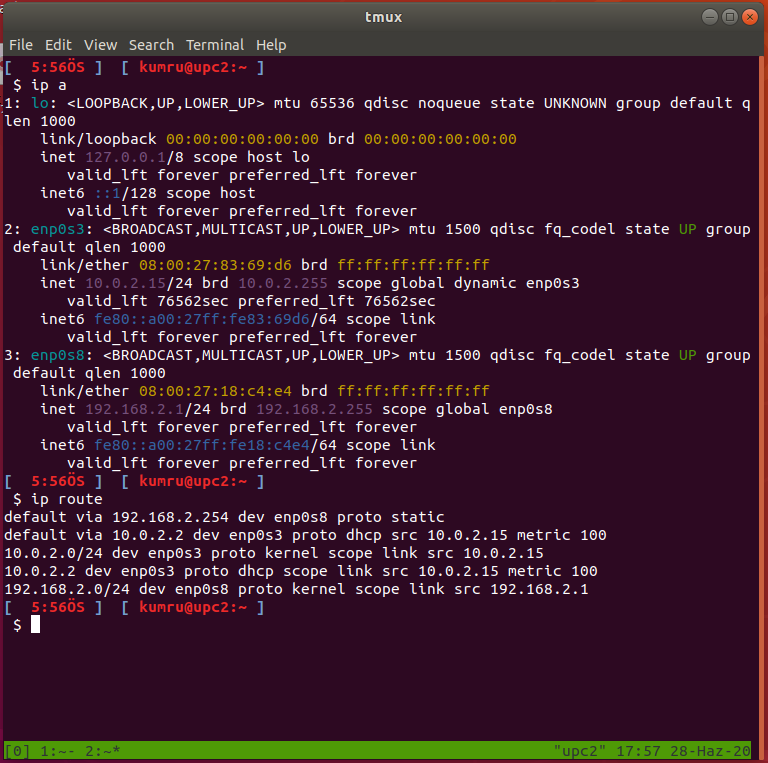 tmux
File Edit View Search Terminal Help
[  5:56ÖS ]  [ kumru@upc2:~ ]
 $ ip a
1: lo: <LOOPBACK,UP,LOWER_UP> mtu 65536 qdisc noqueue state UNKNOWN group default q
len 1000
    link/loopback 00:00:00:00:00:00 brd 00:00:00:00:00:00
    inet 127.0.0.1/8 scope host lo
       valid_lft forever preferred_lft forever
    inet6 ::1/128 scope host
       valid_lft forever preferred_lft forever
2: enp0s3: <BROADCAST,MULTICAST,UP,LOWER_UP> mtu 1500 qdisc fq_codel state UP group
 default qlen 1000
    link/ether 08:00:27:83:69:d6 brd ff:ff:ff:ff:ff:ff
    inet 10.0.2.15/24 brd 10.0.2.255 scope global dynamic enp0s3
       valid_lft 76562sec preferred_lft 76562sec
    inet6 fe80::a00:27ff:fe83:69d6/64 scope link
       valid_lft forever preferred_lft forever
3: enp0s8: <BROADCAST,MULTICAST,UP,LOWER_UP> mtu 1500 qdisc fq_codel state UP group
 default qlen 1000
    link/ether 08:00:27:18:c4:e4 brd ff:ff:ff:ff:ff:ff
    inet 192.168.2.1/24 brd 192.168.2.255 scope global enp0s8
       valid_lft forever preferred_lft forever
    inet6 fe80::a00:27ff:fe18:c4e4/64 scope link
       valid_lft forever preferred_lft forever
[  5:56ÖS ]  [ kumru@upc2:~ ]
 $ ip route
default via 192.168.2.254 dev enp0s8 proto static
default via 10.0.2.2 dev enp0s3 proto dhcp src 10.0.2.15 metric 100
10.0.2.0/24 dev enp0s3 proto kernel scope link src 10.0.2.15
10.0.2.2 dev enp0s3 proto dhcp scope link src 10.0.2.15 metric 100
192.168.2.0/24 dev enp0s8 proto kernel scope link src 192.168.2.1
[  5:56ÖS ]  [ kumru@upc2:~ ]
 $
[0] 1:~- 2:~* "upc2" 17:57 28-Haz-20